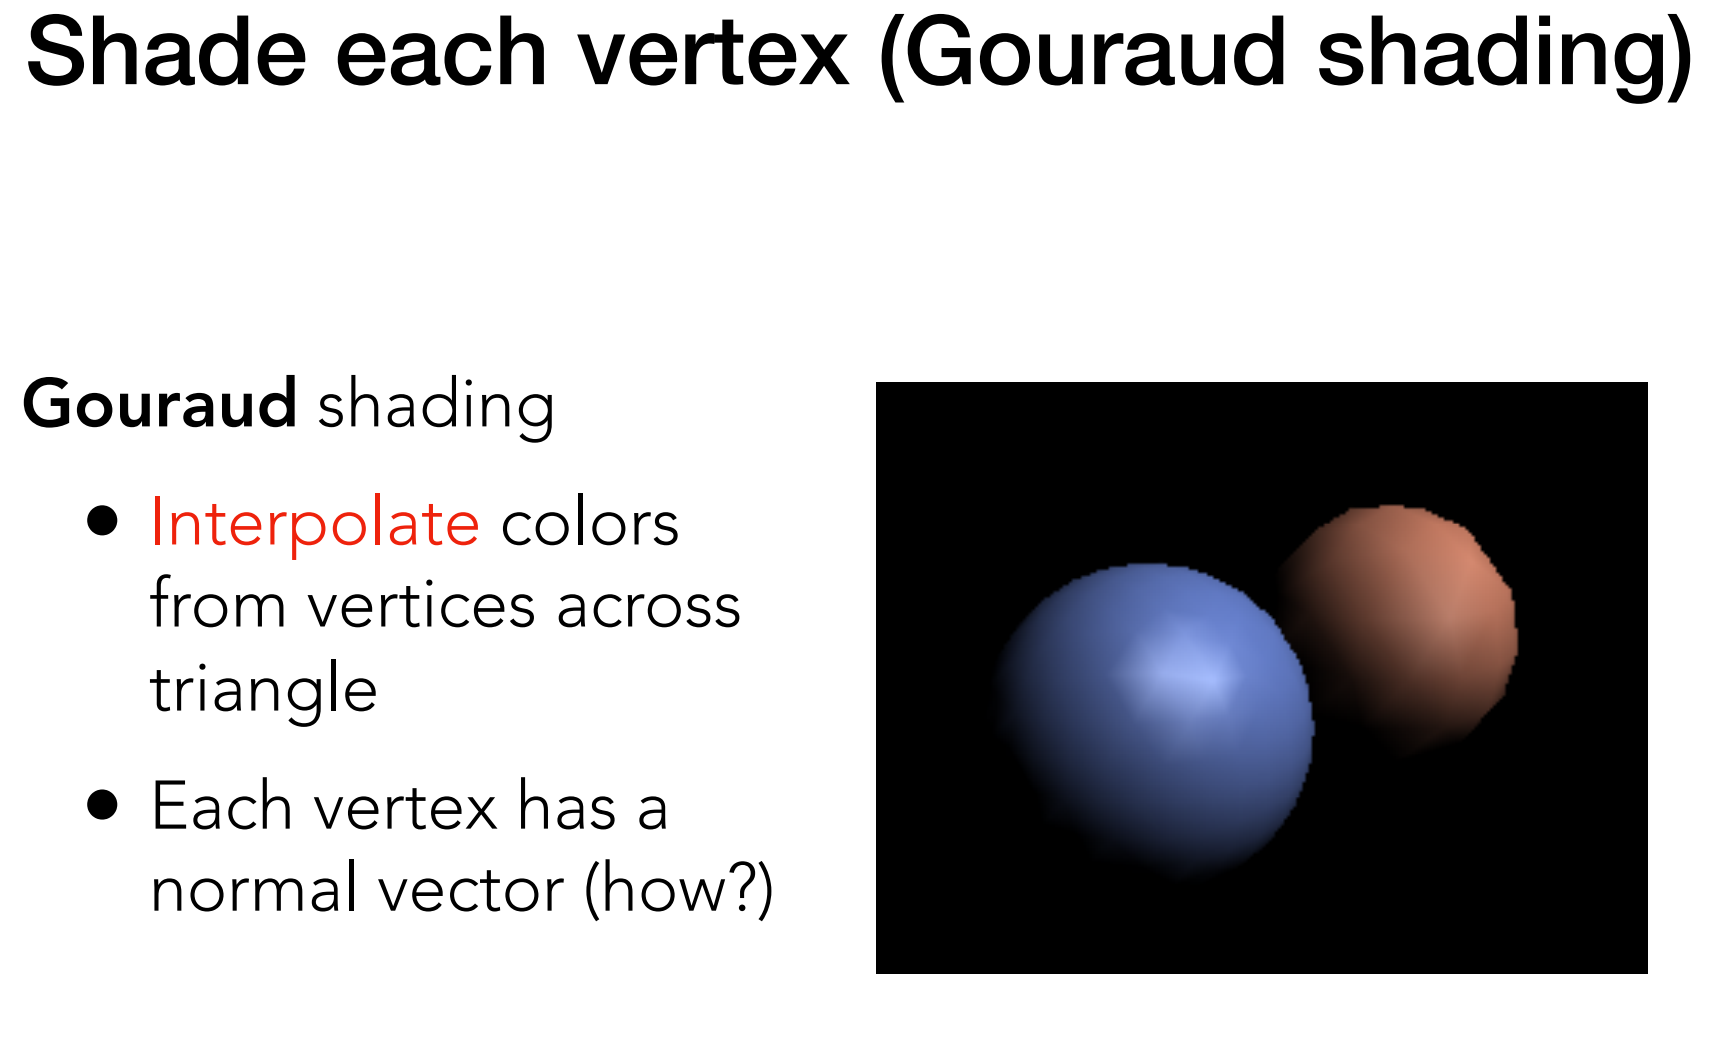 Shade each vertex (Gouraud shading)
Gouraud shading
• Interpolate colors
from vertices across
triangle
• Each vertex has a
normal vector (how?)